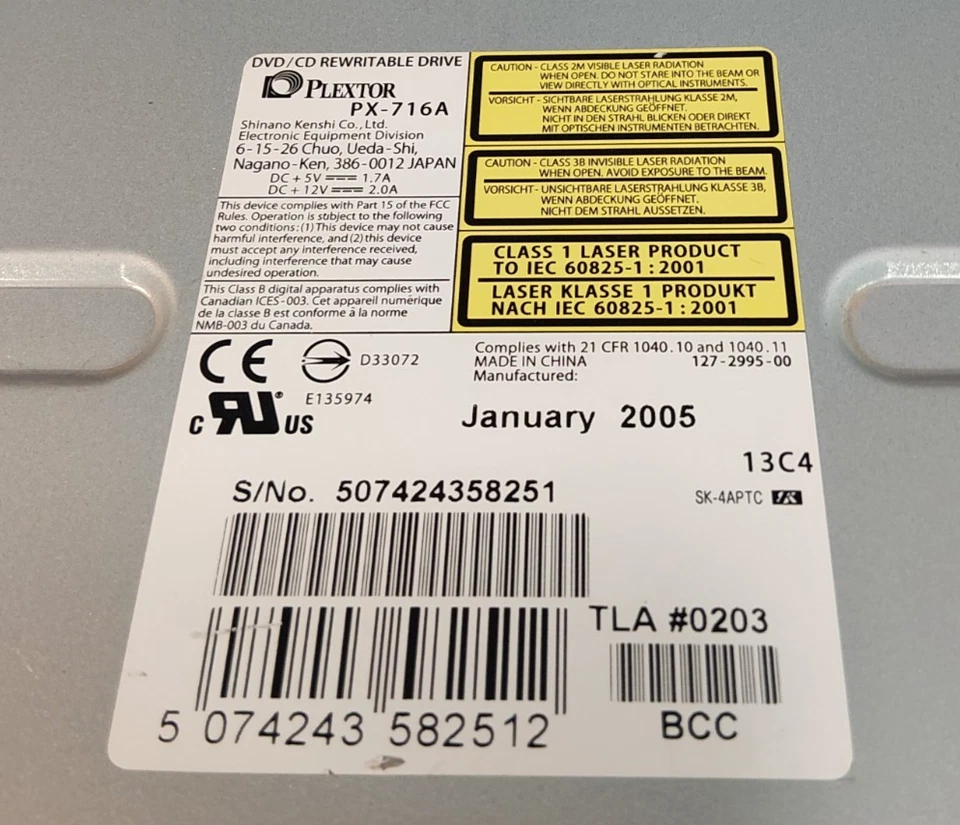 DVD/CD REWRITABLE DRIVE
PLEXTOR
PX-716A
Shinano Kenshi Co., Ltd.
Electronic Equipment Division
6-15-26 Chuo, Ueda-Shi,
Nagano-Ken, 386-0012 JAPAN
DC + 5V 1.7A
DC + 12V 2.0A
This device complies with Part 15 of the FCC
Rules. Operation is subject to the following
two conditions: (1) This device may not cause
harmful interference, and (2) this device
must accept any interference received,
including interference that may cause
undesired operation.
This Class B digital apparatus complies with
Canadian ICES-003. Cet appareil numérique
de la classe B est conforme à la norme
NMB-003 du Canada.
CAUTION - CLASS 2M VISIBLE LASER RADIATION
WHEN OPEN. DO NOT STARE INTO THE BEAM OR
VIEW DIRECTLY WITH OPTICAL INSTRUMENTS.
VORSICHT - SICHTBARE LASERSTRAHLUNG KLASSE 2M,
WENN ABDECKUNG GEÖFFNET.
NICHT IN DEN STRAHL BLICKEN ODER DIREKT
MIT OPTISCHEN INSTRUMENTEN BETRACHTEN.
CAUTION - CLASS 3B INVISIBLE LASER RADIATION
WHEN OPEN. AVOID EXPOSURE TO THE BEAM.
VORSICHT - UNSICHTBARE LASERSTRAHLUNG KLASSE 3B,
WENN ABDECKUNG GEÖFFNET.
NICHT DEM STRAHL AUSSETZEN.
CLASS 1 LASER PRODUCT
TO IEC 60825-1 : 2001
LASER KLASSE 1 PRODUKT
NACH IEC 60825-1 : 2001
CE
D33072
E135974
c RU® US
Complies with 21 CFR 1040.10 and 1040.11
MADE IN CHINA 127-2995-00
Manufactured:
January 2005
13C4
SK-4APTC
S/No. 507424358251
5 074243 582512
TLA #0203
BCC